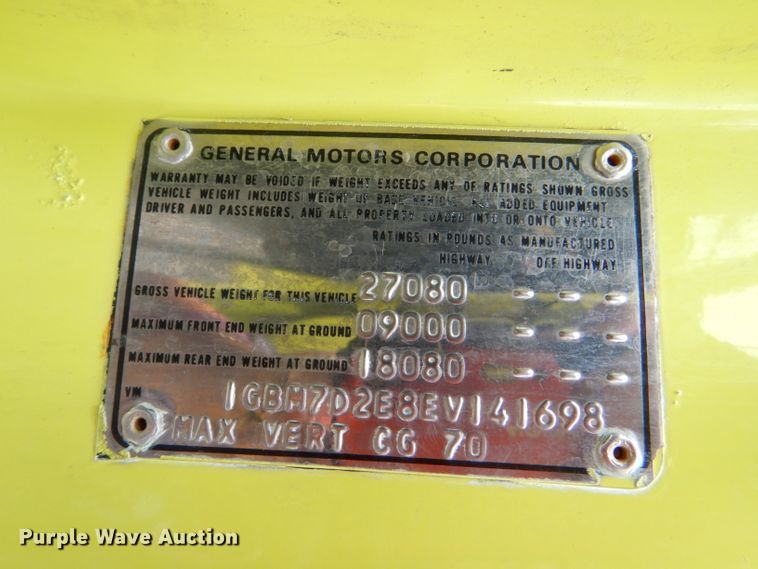 GENERAL MOTORS CORPORATION
WARRANTY MAY BE VOIDED IF WEIGHT EXCEEDS ANY OF RATINGS SHOWN GROSS
VEHICLE WEIGHT INCLUDES WEIGHT OF BASE VEHICLE, ALL ADDED EQUIPMENT
DRIVER AND PASSENGERS, AND ALL PROPERTY LOADED INTO OR ONTO VEHICLE
RATINGS IN POUNDS AS MANUFACTURED
HIGHWAY OFF HIGHWAY
GROSS VEHICLE WEIGHT FOR THIS VEHICLE 27080 - - -
MAXIMUM FRONT END WEIGHT AT GROUND 09000 - - -
MAXIMUM REAR END WEIGHT AT GROUND 18080 - - -
VIN 1GBM7D2E8EV141698
MAX VERT CG 70
Purple Wave Auction